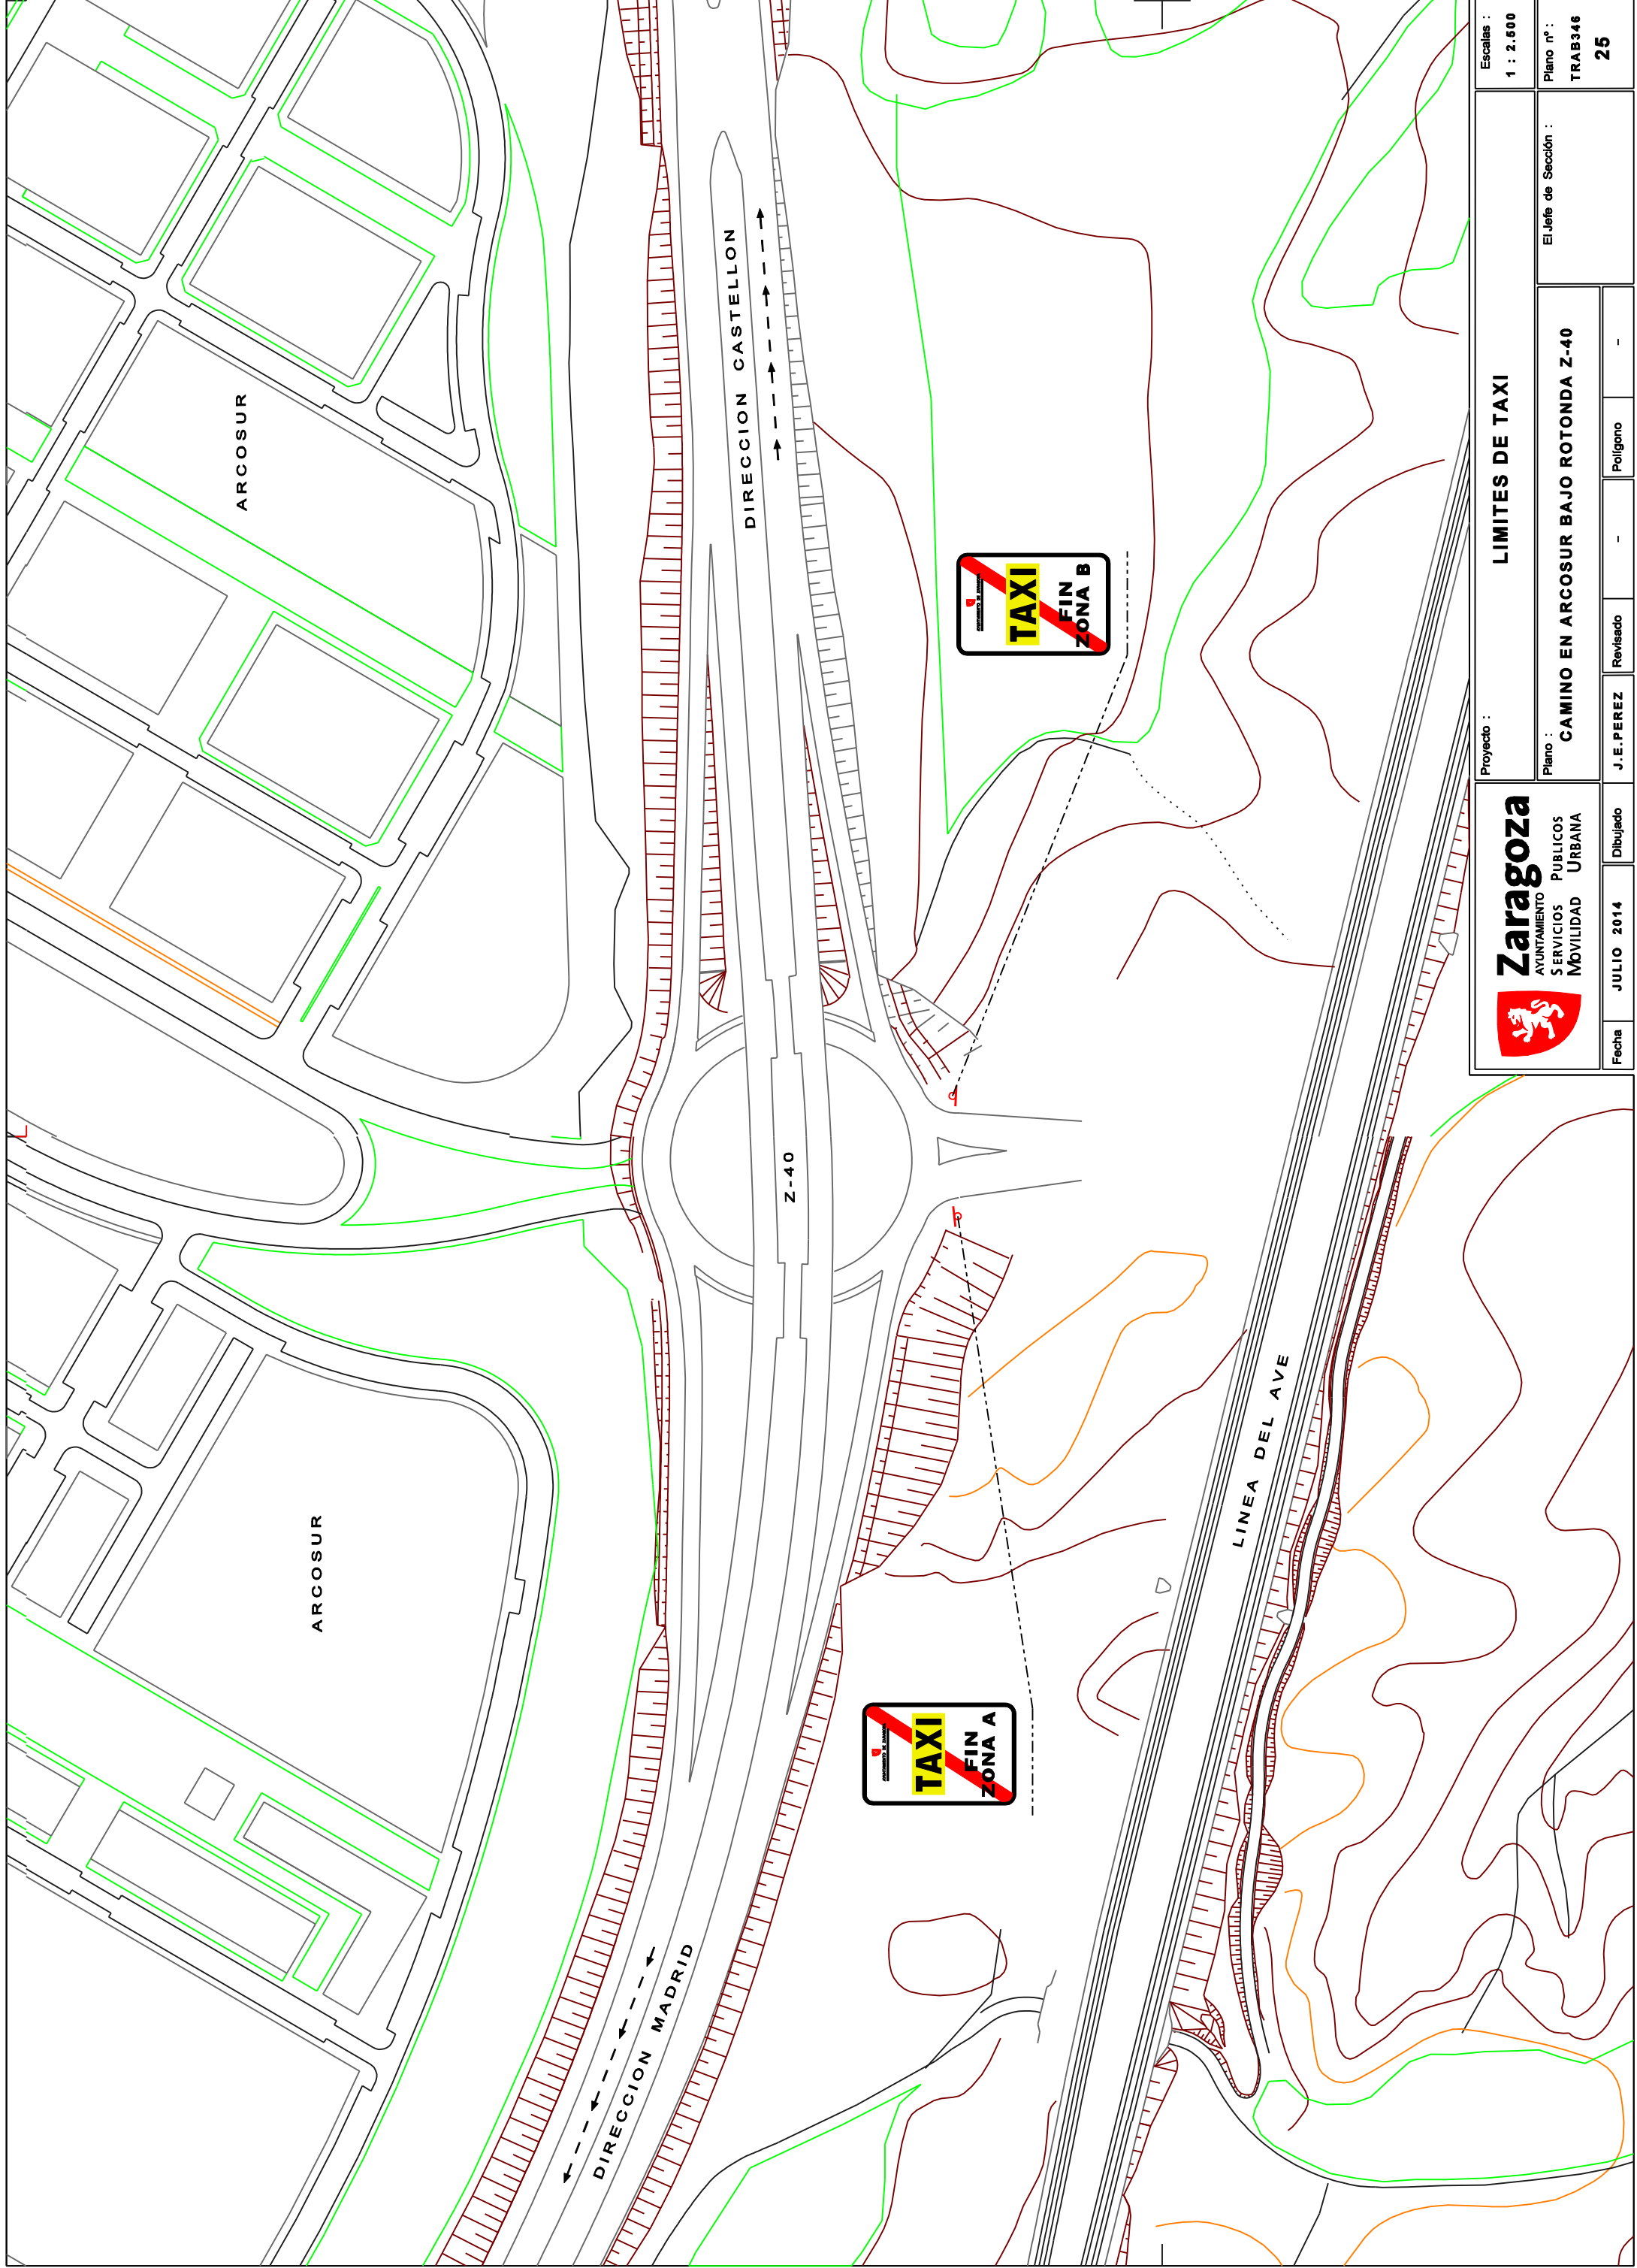 ARCOSUR
ARCOSUR
DIRECCION CASTELLON
Z-40
DIRECCION MADRID
TAXI
FIN
ZONA A
TAXI
FIN
ZONA B
LINEA DEL AVE
Zaragoza
AYUNTAMIENTO
SERVICIOS PUBLICOS
MOVILIDAD URBANA
Proyecto :
LIMITES DE TAXI
Escalas :
1 : 2.500
Plano :
CAMINO EN ARCOSUR BAJO ROTONDA Z-40
El Jefe de Sección :
Plano nº :
TRAB346
25
Fecha
JULIO 2014
Dibujado
J.E.PEREZ
Revisado
-
Polígono
-